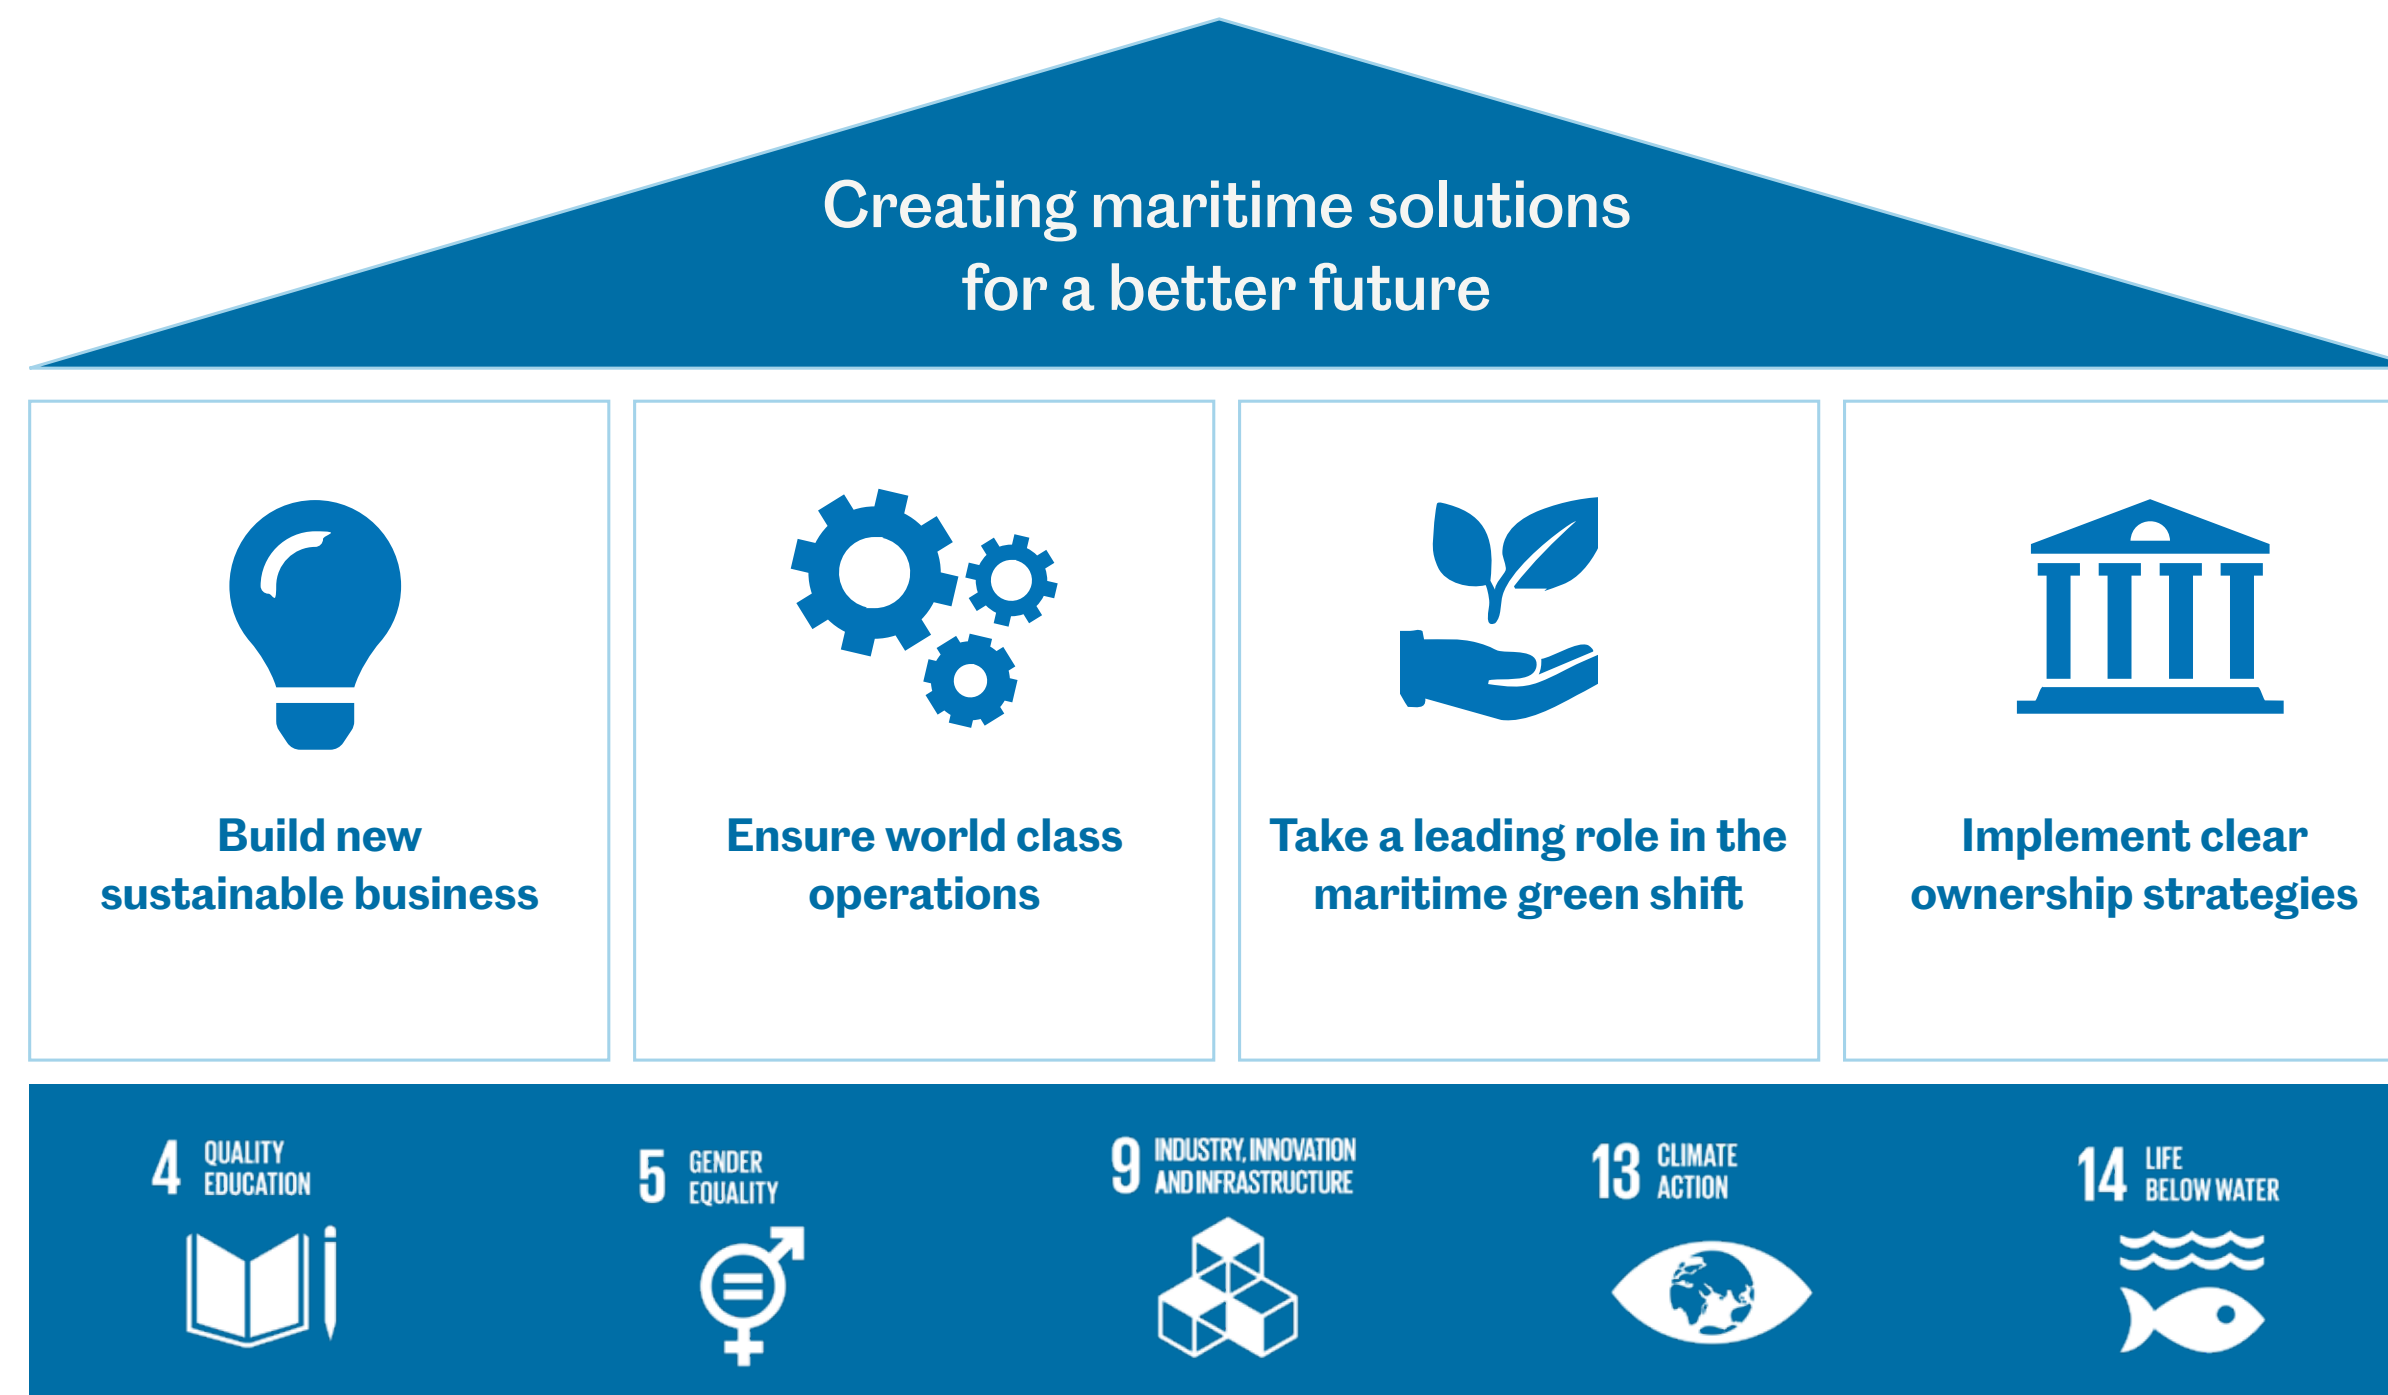 Creating maritime solutions
for a better future
Build new
sustainable business
Ensure world class
operations
Take a leading role in the
maritime green shift
Implement clear
ownership strategies
4 QUALITY
EDUCATION
5 GENDER
EQUALITY
9 INDUSTRY, INNOVATION
AND INFRASTRUCTURE
13 CLIMATE
ACTION
14 LIFE
BELOW WATER